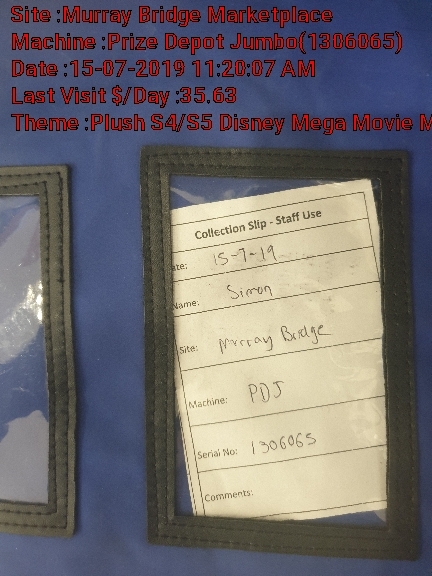 Site :Murray Bridge Marketplace
Machine :Prize Depot Jumbo(1306065)
Date :15-07-2019 11:20:07 AM
Last Visit $/Day :35.63
Theme :Plush S4/S5 Disney Mega Movie M
Collection Slip - Staff Use
ate: 15-7-19
Name: Simon
Site: Murray Bridge
Machine: PDJ
Serial No: 1306065
Comments: